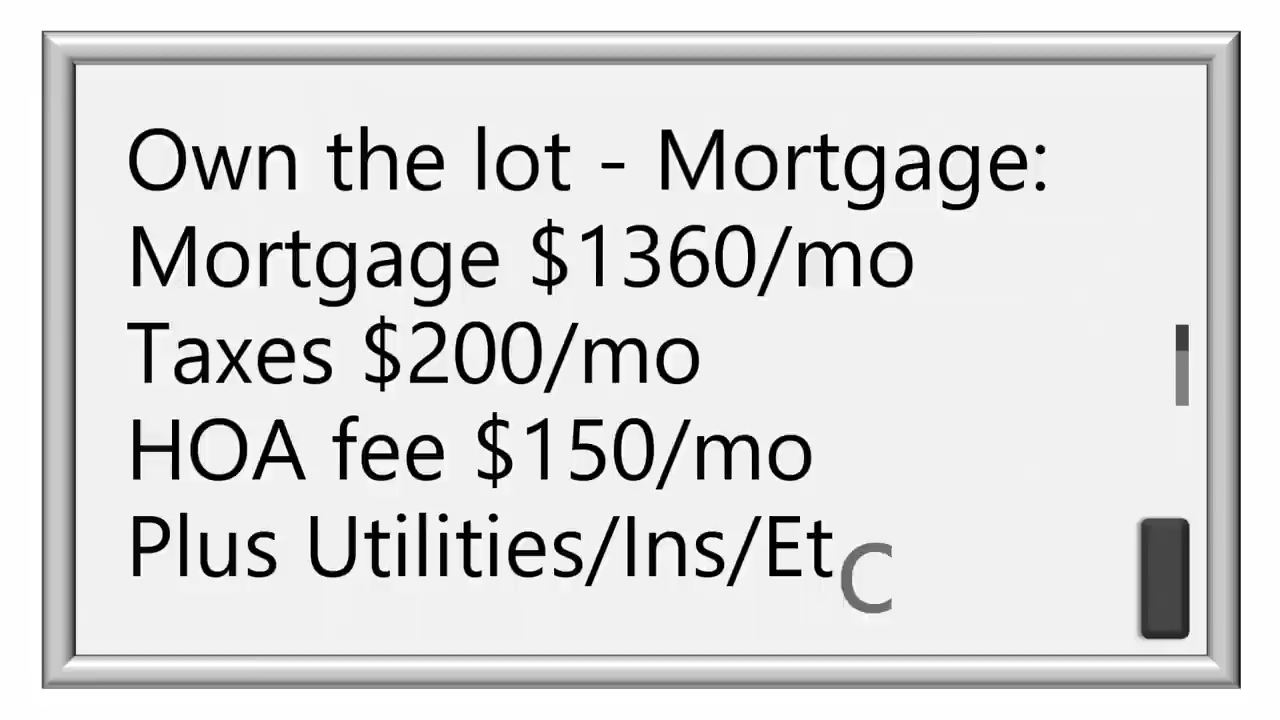 Own the lot - Mortgage:
Mortgage $1360/mo
Taxes $200/mo
HOA fee $150/mo
Plus Utilities/Ins/Etc